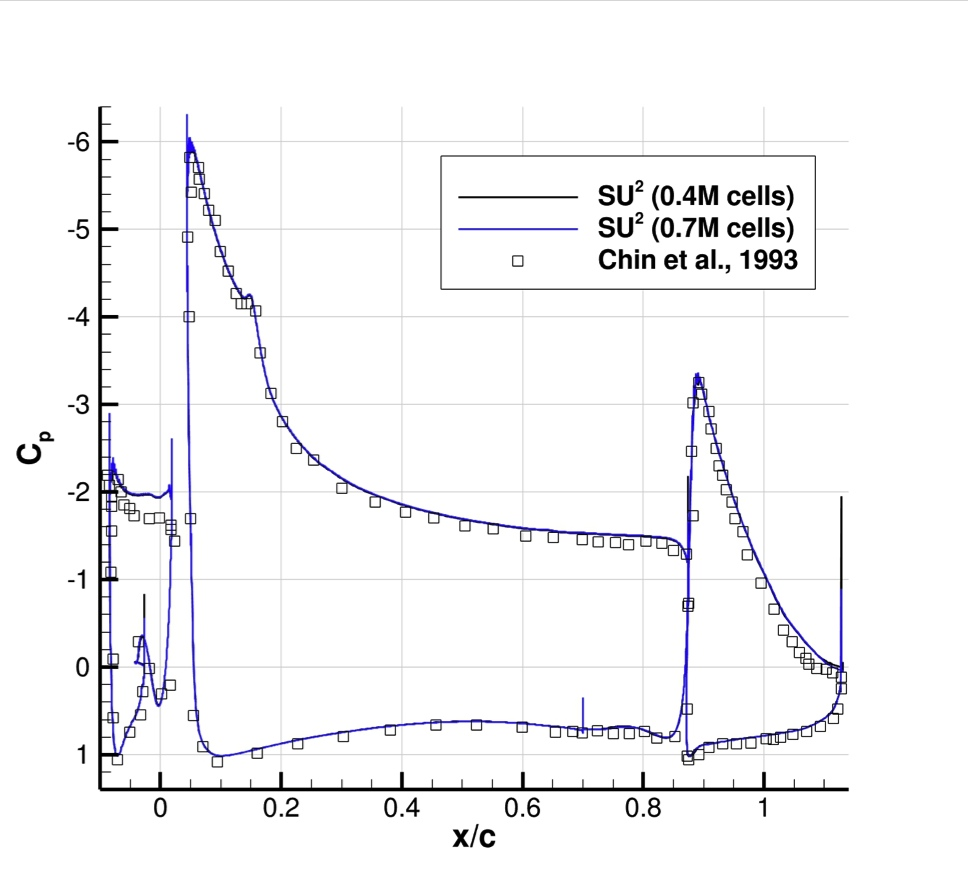 -6
-5
-4
-3
-2
-1
0
1
Cp
SU² (0.4M cells)
SU² (0.7M cells)
Chin et al., 1993
0 0.2 0.4 0.6 0.8 1
x/c